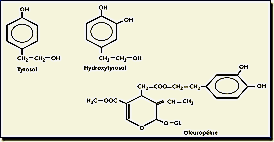 OH
OH
OH
CH₂—CH₂—OH
CH₂—CH₂—OH
Tyrosol
Hydroxytyrosol
OH
CH₂—COO—CH₂—CH₂
OH
H₃C—OOC
CH—CH₃
O
O—GL
Oleuropéine